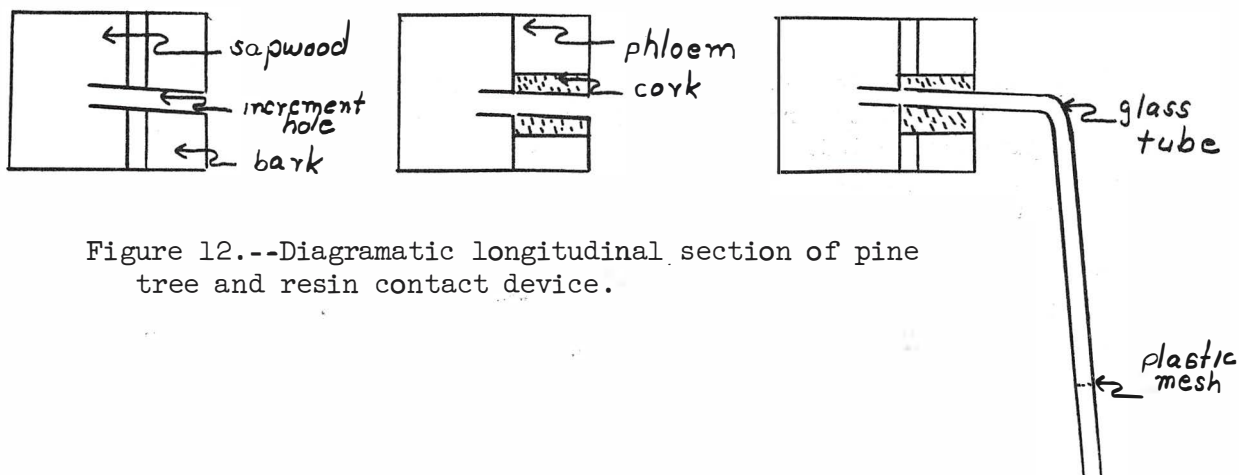 sapwood
increment
hole
bark
phloem
cork
glass
tube
Figure 12.--Diagramatic longitudinal section of pine
tree and resin contact device.
plastic
mesh